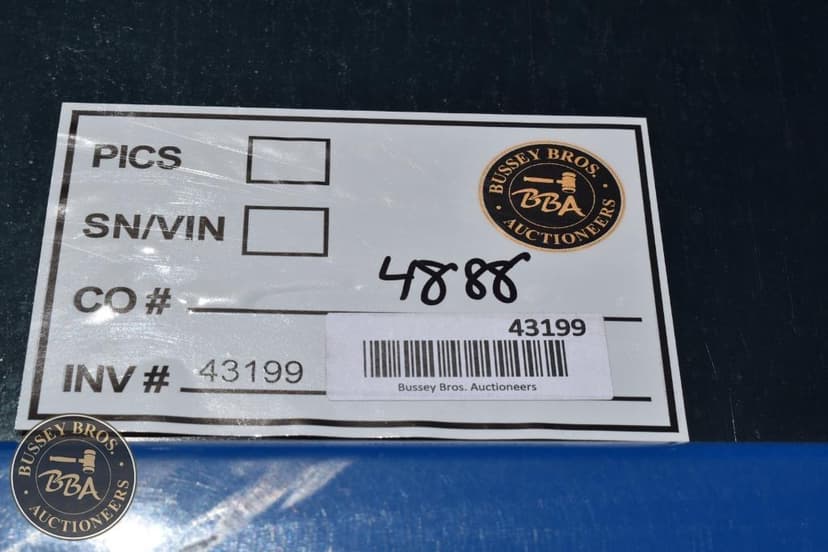 PICS
SN/VIN
CO # 4888
INV # 43199
43199
Bussey Bros. Auctioneers
BUSSEY BROS.
BBA
AUCTIONEERS
BUSSEY BROS.
BBA
AUCTIONEERS